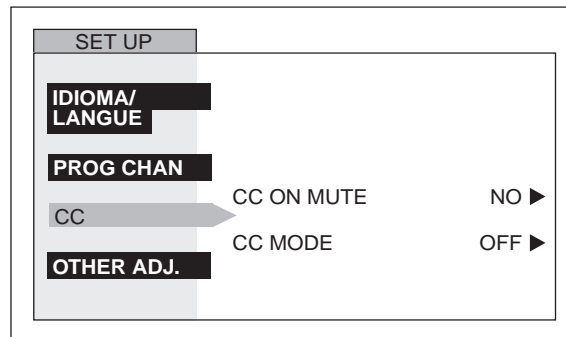 SET UP
IDIOMA/
LANGUE
PROG CHAN
CC
CC ON MUTE NO ▶
CC MODE OFF ▶
OTHER ADJ.